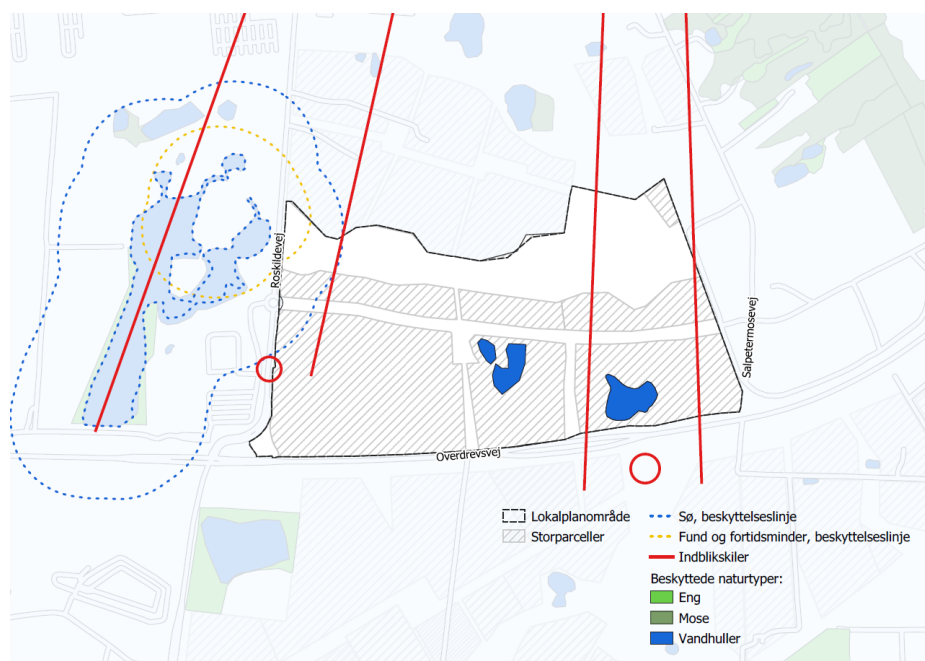 Roskildevej
Salpetermosevej
Overdrevsvej
Lokalplanområde
Storparceller
Sø, beskyttelseslinje
Fund og fortidsminder, beskyttelseslinje
Indblikskiler
Beskyttede naturtyper:
Eng
Mose
Vandhuller